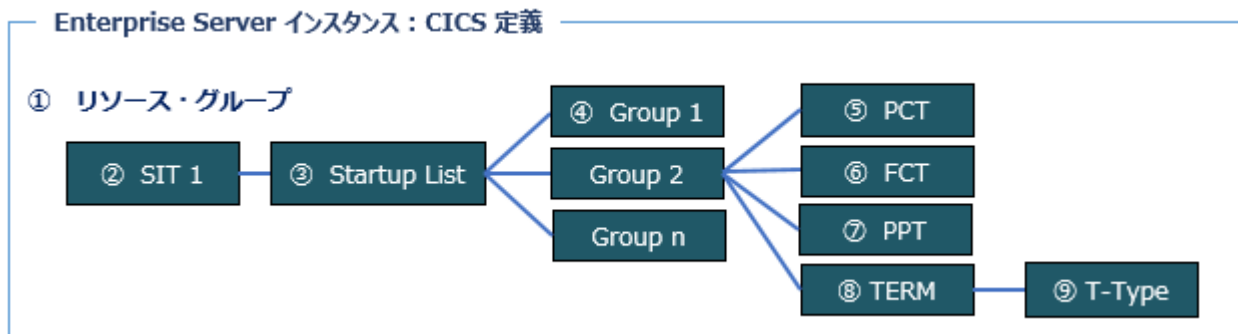 Enterprise Server インスタンス：CICS 定義
① リソース・グループ
② SIT 1
③ Startup List
④ Group 1
Group 2
Group n
⑤ PCT
⑥ FCT
⑦ PPT
⑧ TERM
⑨ T-Type